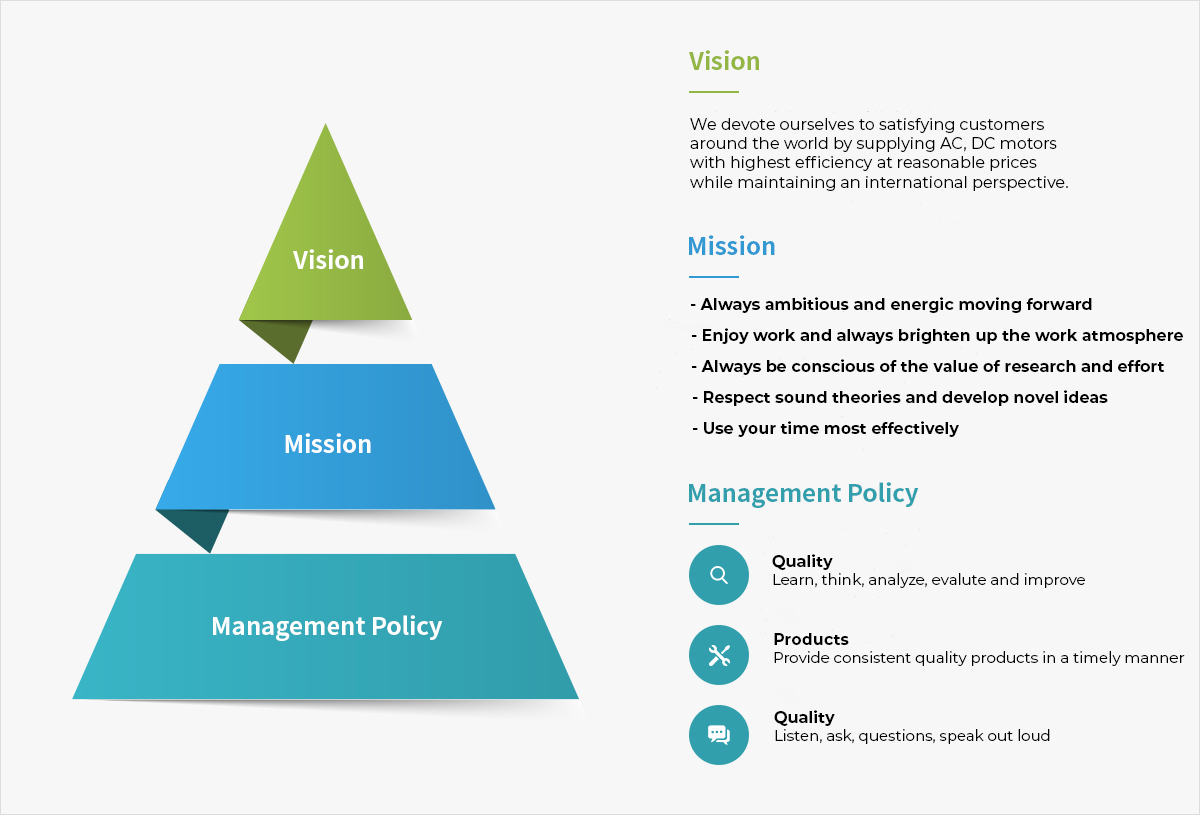 Vision
Mission
Management Policy
Vision
We devote ourselves to satisfying customers
around the world by supplying AC, DC motors
with highest efficiency at reasonable prices
while maintaining an international perspective.
Mission
- Always ambitious and energic moving forward
- Enjoy work and always brighten up the work atmosphere
- Always be conscious of the value of research and effort
- Respect sound theories and develop novel ideas
- Use your time most effectively
Management Policy
Quality
Learn, think, analyze, evalute and improve
Products
Provide consistent quality products in a timely manner
Quality
Listen, ask, questions, speak out loud